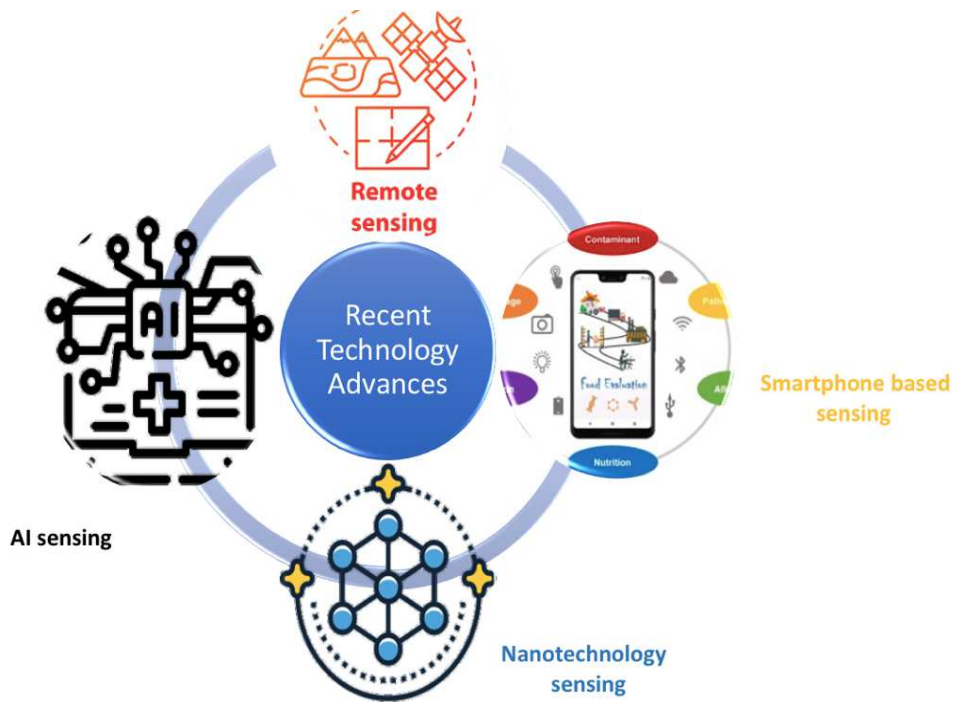 Remote
sensing
Contaminant
AI
Recent
Technology
Advances
Food Evaluation
Smartphone based
sensing
Nutrition
AI sensing
Nanotechnology
sensing